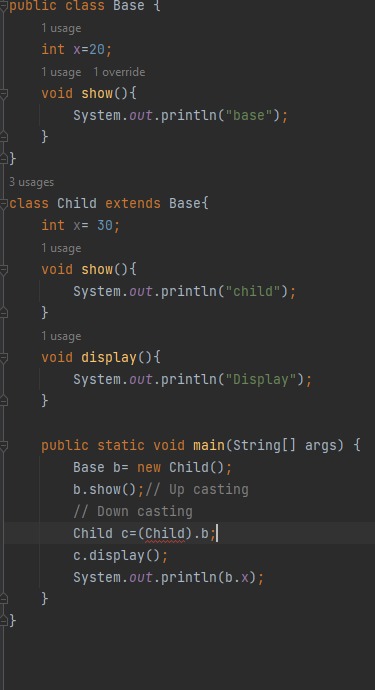 public class Base {
1 usage
int x=20;
1 usage 1 override
void show(){
System.out.println("base");
}
}
3 usages
class Child extends Base{
int x= 30;
1 usage
void show(){
System.out.println("child");
}
1 usage
void display(){
System.out.println("Display");
}
public static void main(String[] args) {
Base b= new Child();
b.show();// Up casting
// Down casting
Child c=(Child).b;
c.display();
System.out.println(b.x);
}
}